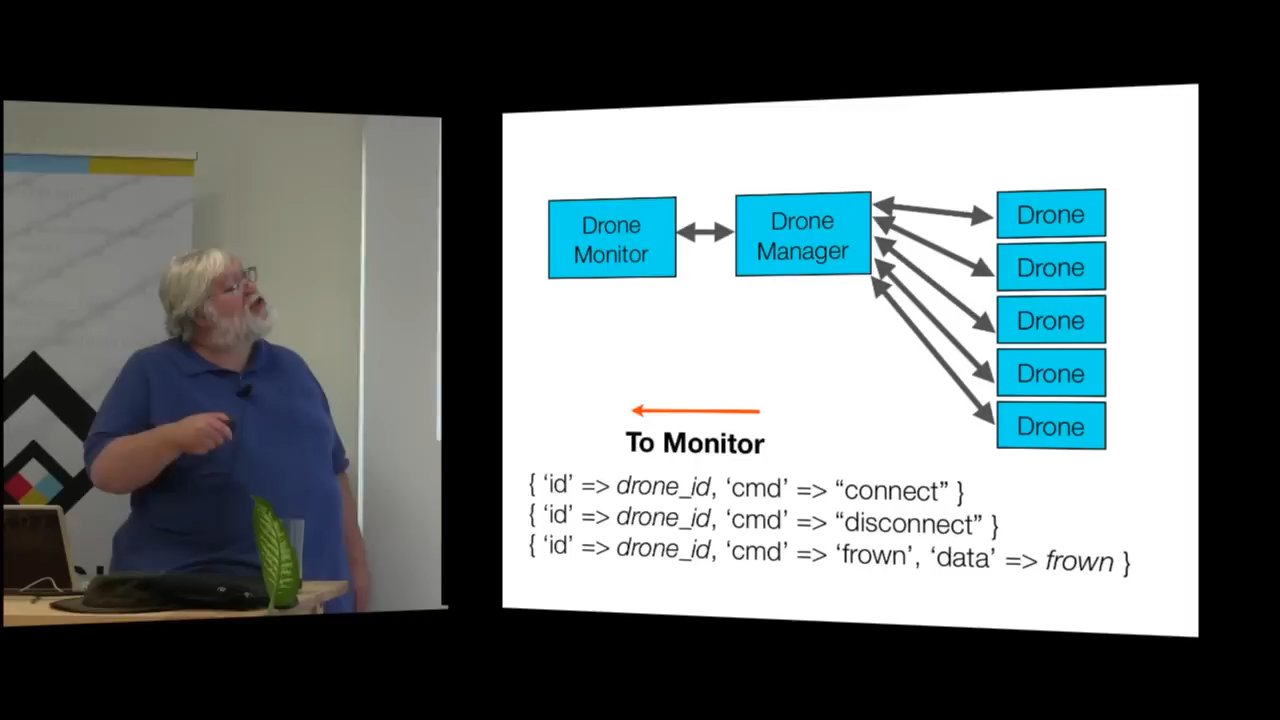 Drone
Monitor
Drone
Manager
Drone
Drone
Drone
Drone
Drone
To Monitor
{ ‘id’ => drone_id, ‘cmd’ => “connect” }
{ ‘id’ => drone_id, ‘cmd’ => “disconnect” }
{ ‘id’ => drone_id, ‘cmd’ => ‘frown’, ‘data’ => frown }